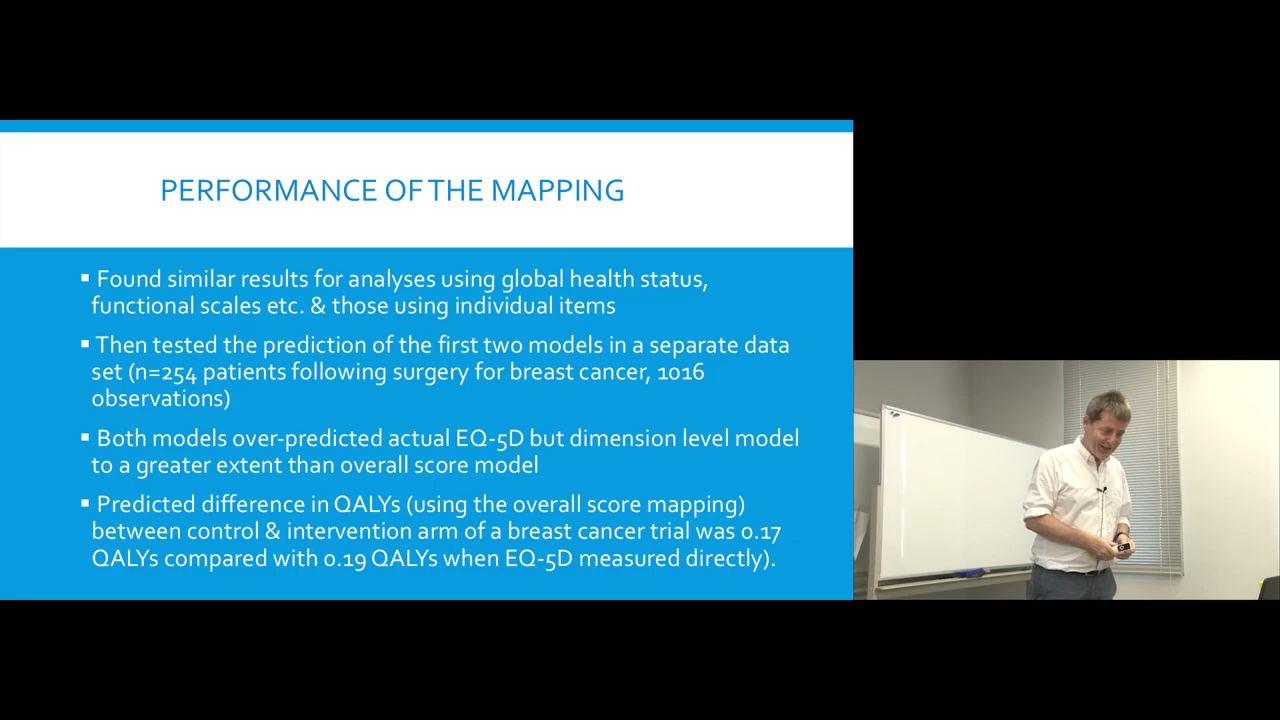 PERFORMANCE OF THE MAPPING
▪ Found similar results for analyses using global health status,
functional scales etc. & those using individual items
▪ Then tested the prediction of the first two models in a separate data
set (n=254 patients following surgery for breast cancer, 1016
observations)
▪ Both models over-predicted actual EQ-5D but dimension level model
to a greater extent than overall score model
▪ Predicted difference in QALYs (using the overall score mapping)
between control & intervention arm of a breast cancer trial was 0.17
QALYs compared with 0.19 QALYs when EQ-5D measured directly).